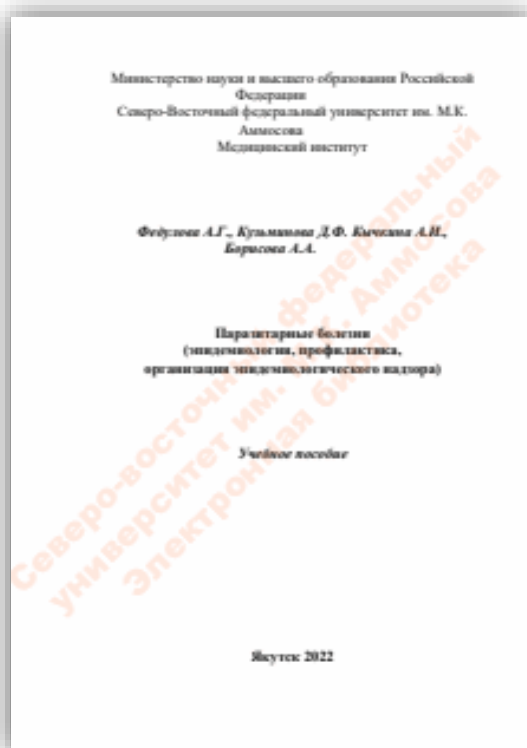 Министерство науки и высшего образования Российской
Федерации
Северо-Восточный федеральный университет им. М.К.
Аммосова
Медицинский институт
Федулова А.Г., Кузьминова Д.Ф. Кычкина А.И.,
Борисова А.А.
Паразитарные болезни
(эпидемиология, профилактика,
организация эпидемиологического надзора)
Учебное пособие
Якутск 2022
Северо-восточный федеральный
университет им. М.К. Аммосова
Электронная библиотека